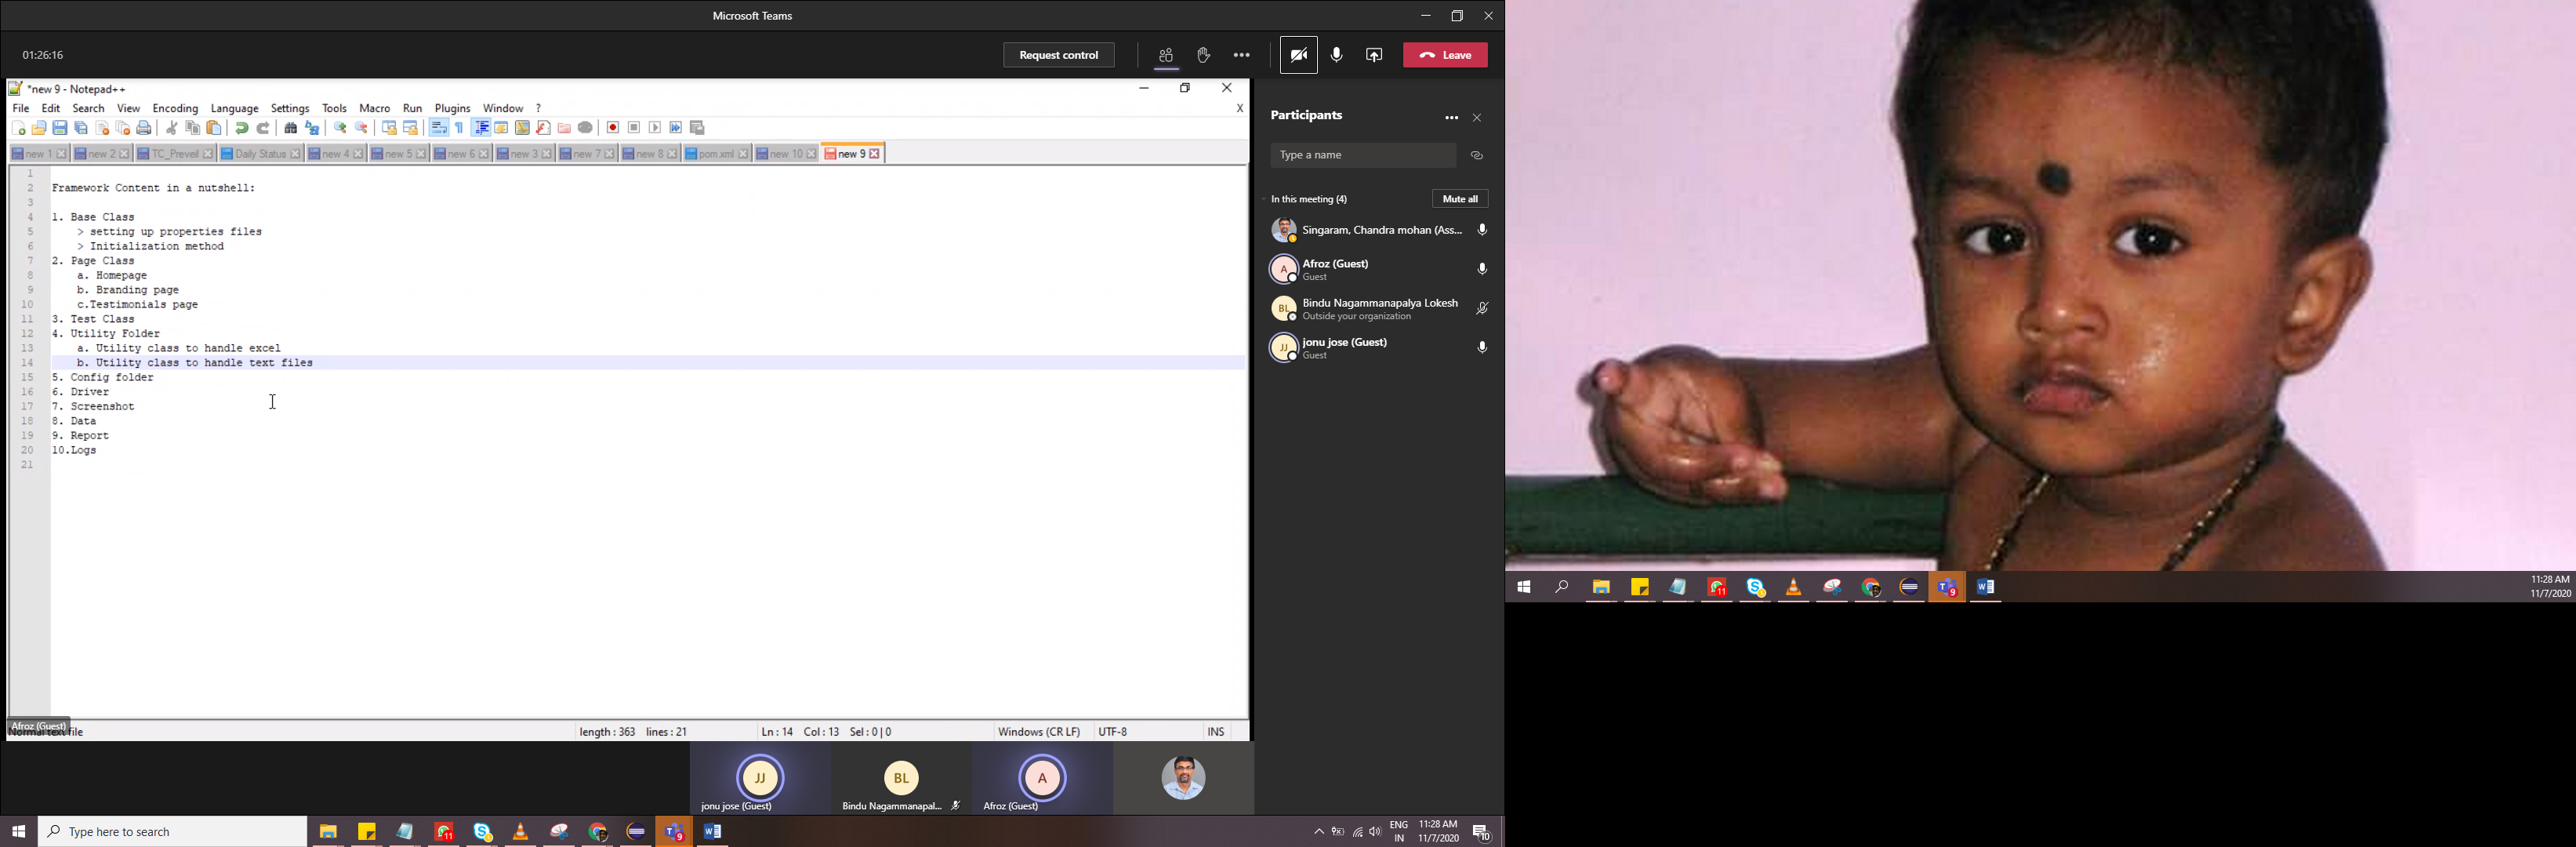 Microsoft Teams
01:26:16
Request control
Leave
*new 9 - Notepad++
File Edit Search View Encoding Language Settings Tools Macro Run Plugins Window ?
X
new 1 new 2 TC_Preveil Daily Status new 4 new 5 new 6 new 3 new 7 new 8 pom.xml new 10 new 9
1
2 Framework Content in a nutshell:
3
4 1. Base Class
5 > setting up properties files
6 > Initialization method
7 2. Page Class
8 a. Homepage
9 b. Branding page
10 c.Testimonials page
11 3. Test Class
12 4. Utility Folder
13 a. Utility class to handle excel
14 b. Utility class to handle text files
15 5. Config folder
16 6. Driver
17 7. Screenshot
18 8. Data
19 9. Report
20 10.Logs
21
Afroz (Guest)
Normal text file length : 363 lines : 21 Ln : 14 Col : 13 Sel : 0 | 0 Windows (CR LF) UTF-8 INS
Participants
Type a name
In this meeting (4) Mute all
Singaram, Chandra mohan (Ass...
A
Afroz (Guest)
Guest
BL
Bindu Nagammanapalya Lokesh
Outside your organization
JJ
jonu jose (Guest)
Guest
JJ
jonu jose (Guest)
BL
Bindu Nagammanapal...
A
Afroz (Guest)
Type here to search
11
9
ENG
IN
11:28 AM
11/7/2020
10
11
9
11:28 AM
11/7/2020